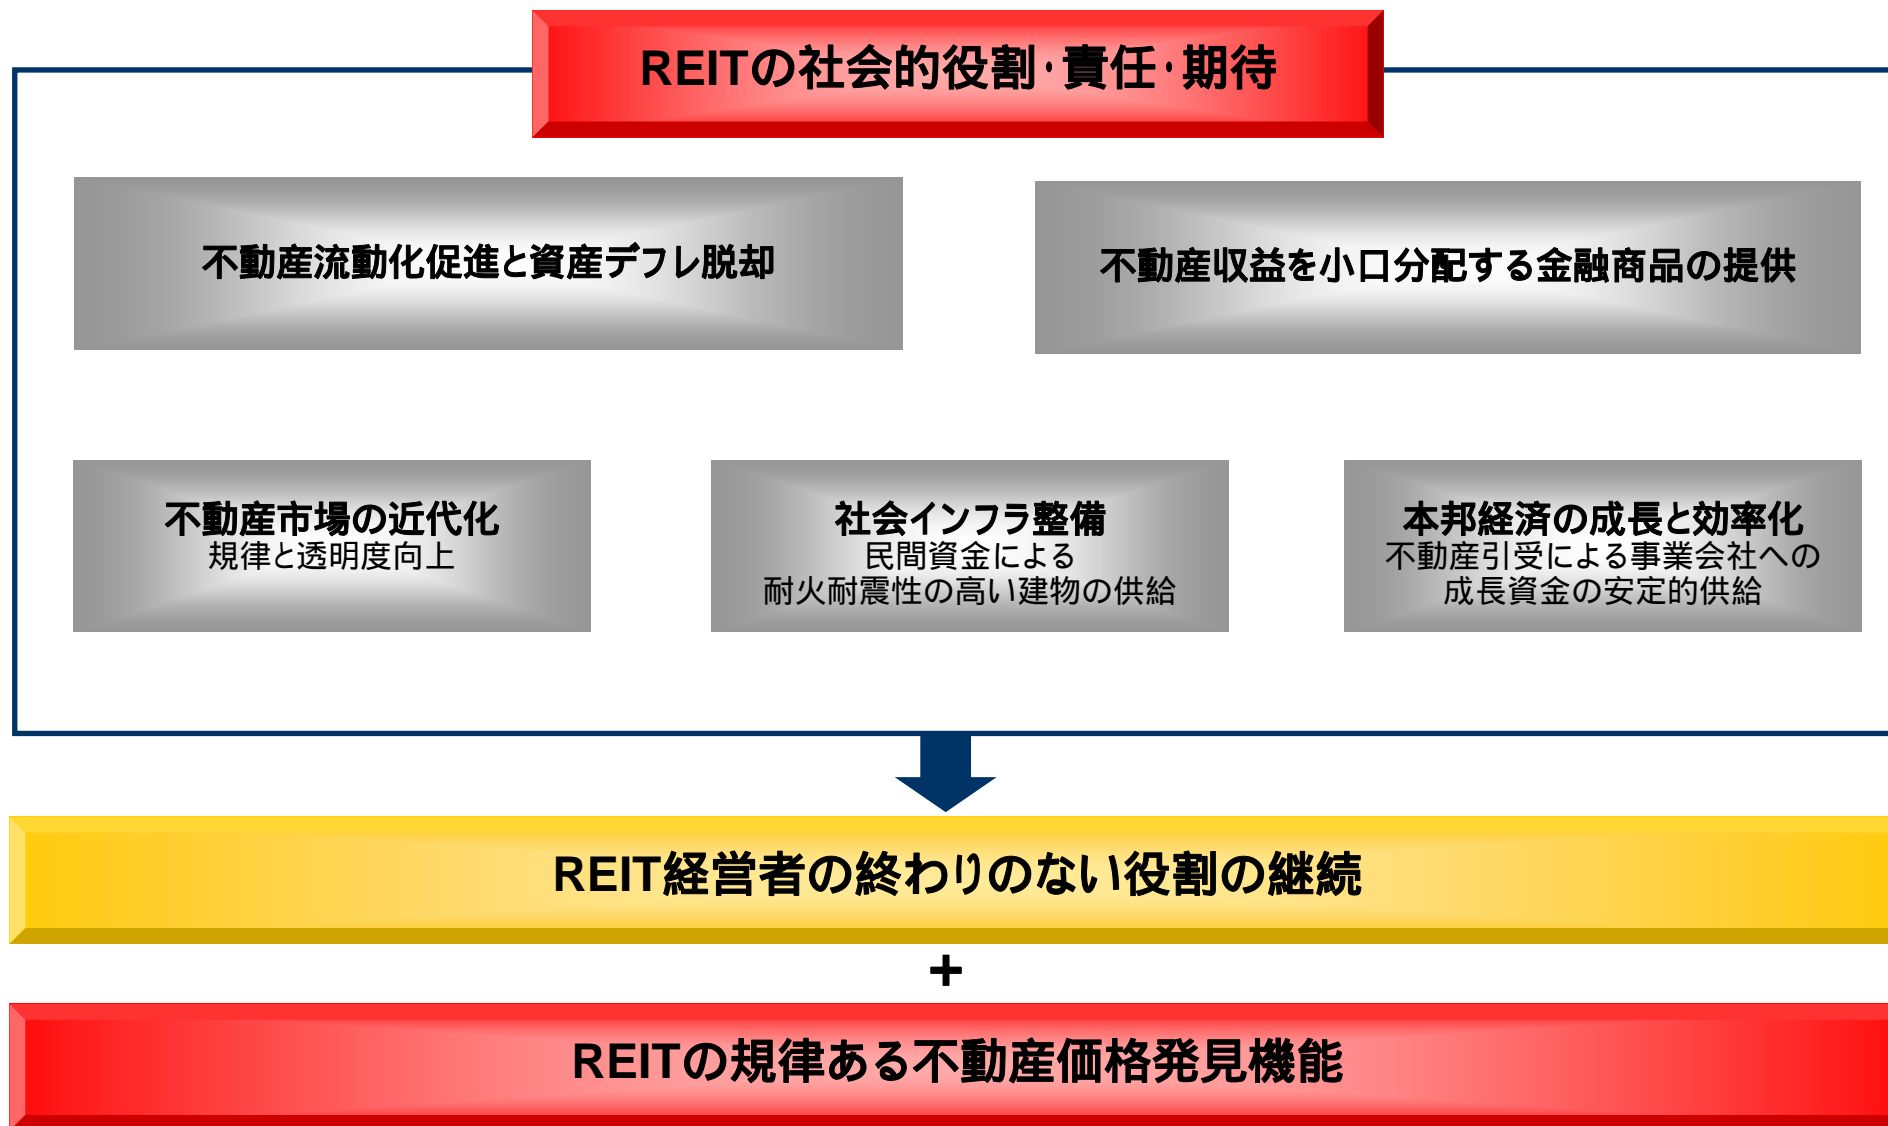 REITの社会的役割・責任・期待
不動産流動化促進と資産デフレ脱却
不動産収益を小口分配する金融商品の提供
不動産市場の近代化
規律と透明度向上
社会インフラ整備
民間資金による
耐火耐震性の高い建物の供給
本邦経済の成長と効率化
不動産引受による事業会社への
成長資金の安定的供給
REIT経営者の終わりのない役割の継続
+
REITの規律ある不動産価格発見機能